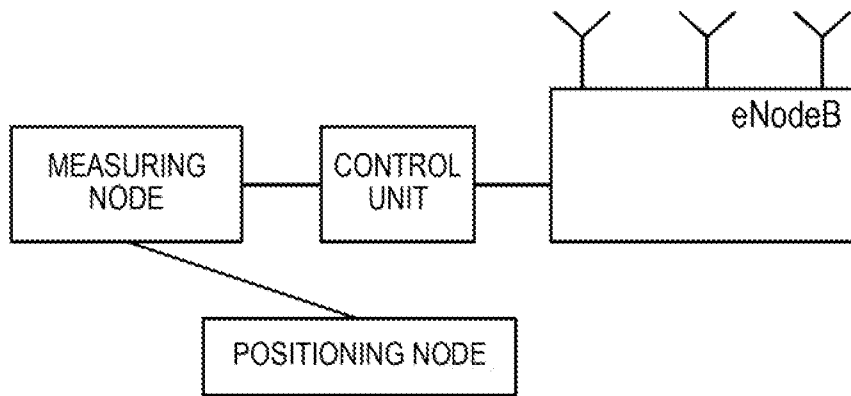 eNodeB
MEASURING
NODE
CONTROL
UNIT
POSITIONING NODE